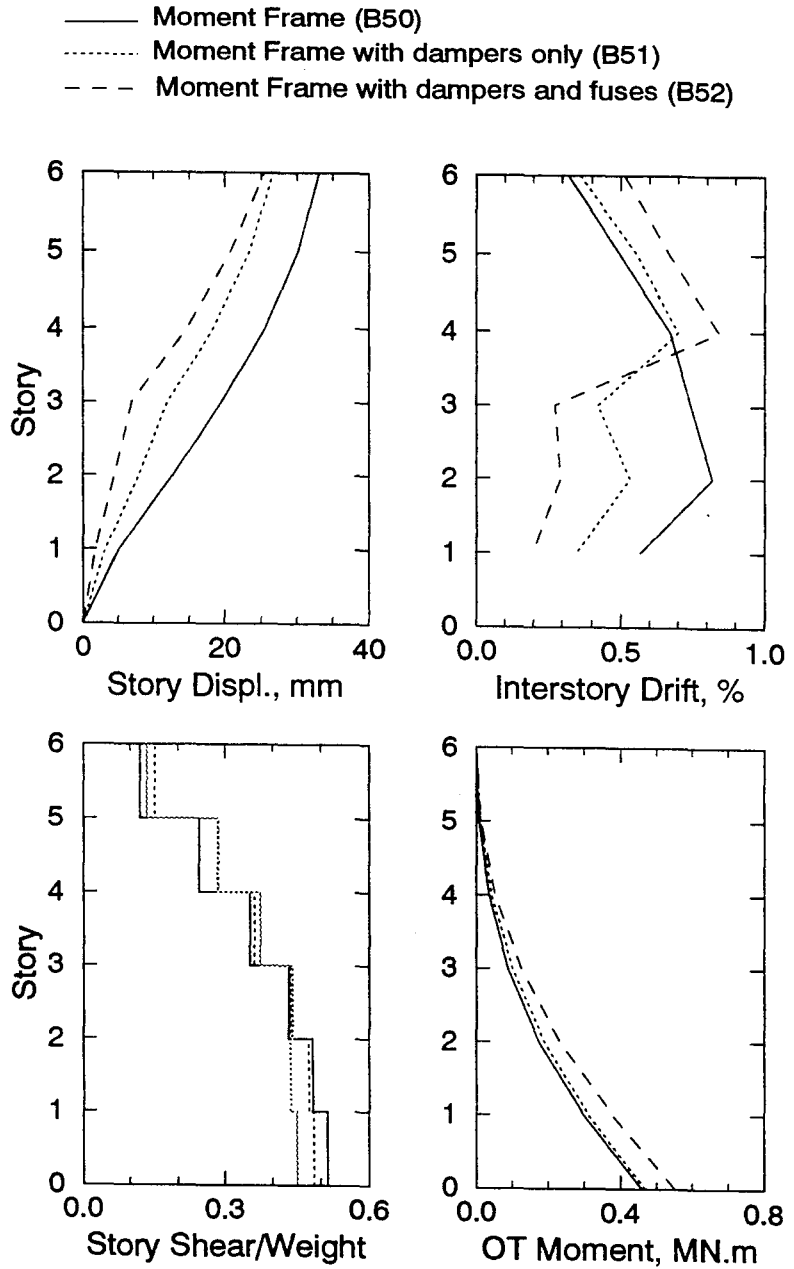 Moment Frame (B50)
Moment Frame with dampers only (B51)
Moment Frame with dampers and fuses (B52)
6
5
4
3
2
1
0
Story
0 20 40
Story Displ., mm
6
5
4
3
2
1
0
0.0 0.5 1.0
Interstory Drift, %
6
5
4
3
2
1
0
Story
0.0 0.3 0.6
Story Shear/Weight
6
5
4
3
2
1
0
0.0 0.4 0.8
OT Moment, MN.m